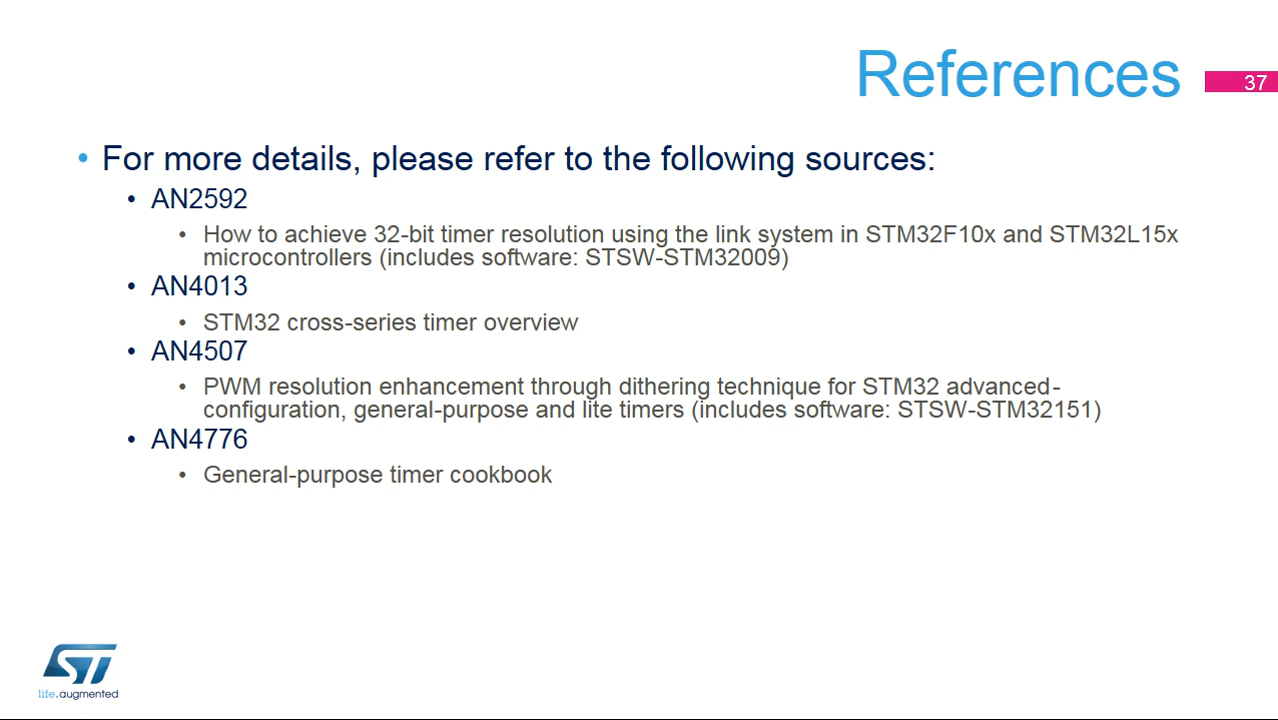 References
37
• For more details, please refer to the following sources:
• AN2592
• How to achieve 32-bit timer resolution using the link system in STM32F10x and STM32L15x
microcontrollers (includes software: STSW-STM32009)
• AN4013
• STM32 cross-series timer overview
• AN4507
• PWM resolution enhancement through dithering technique for STM32 advanced-
configuration, general-purpose and lite timers (includes software: STSW-STM32151)
• AN4776
• General-purpose timer cookbook
ST
life.augmented